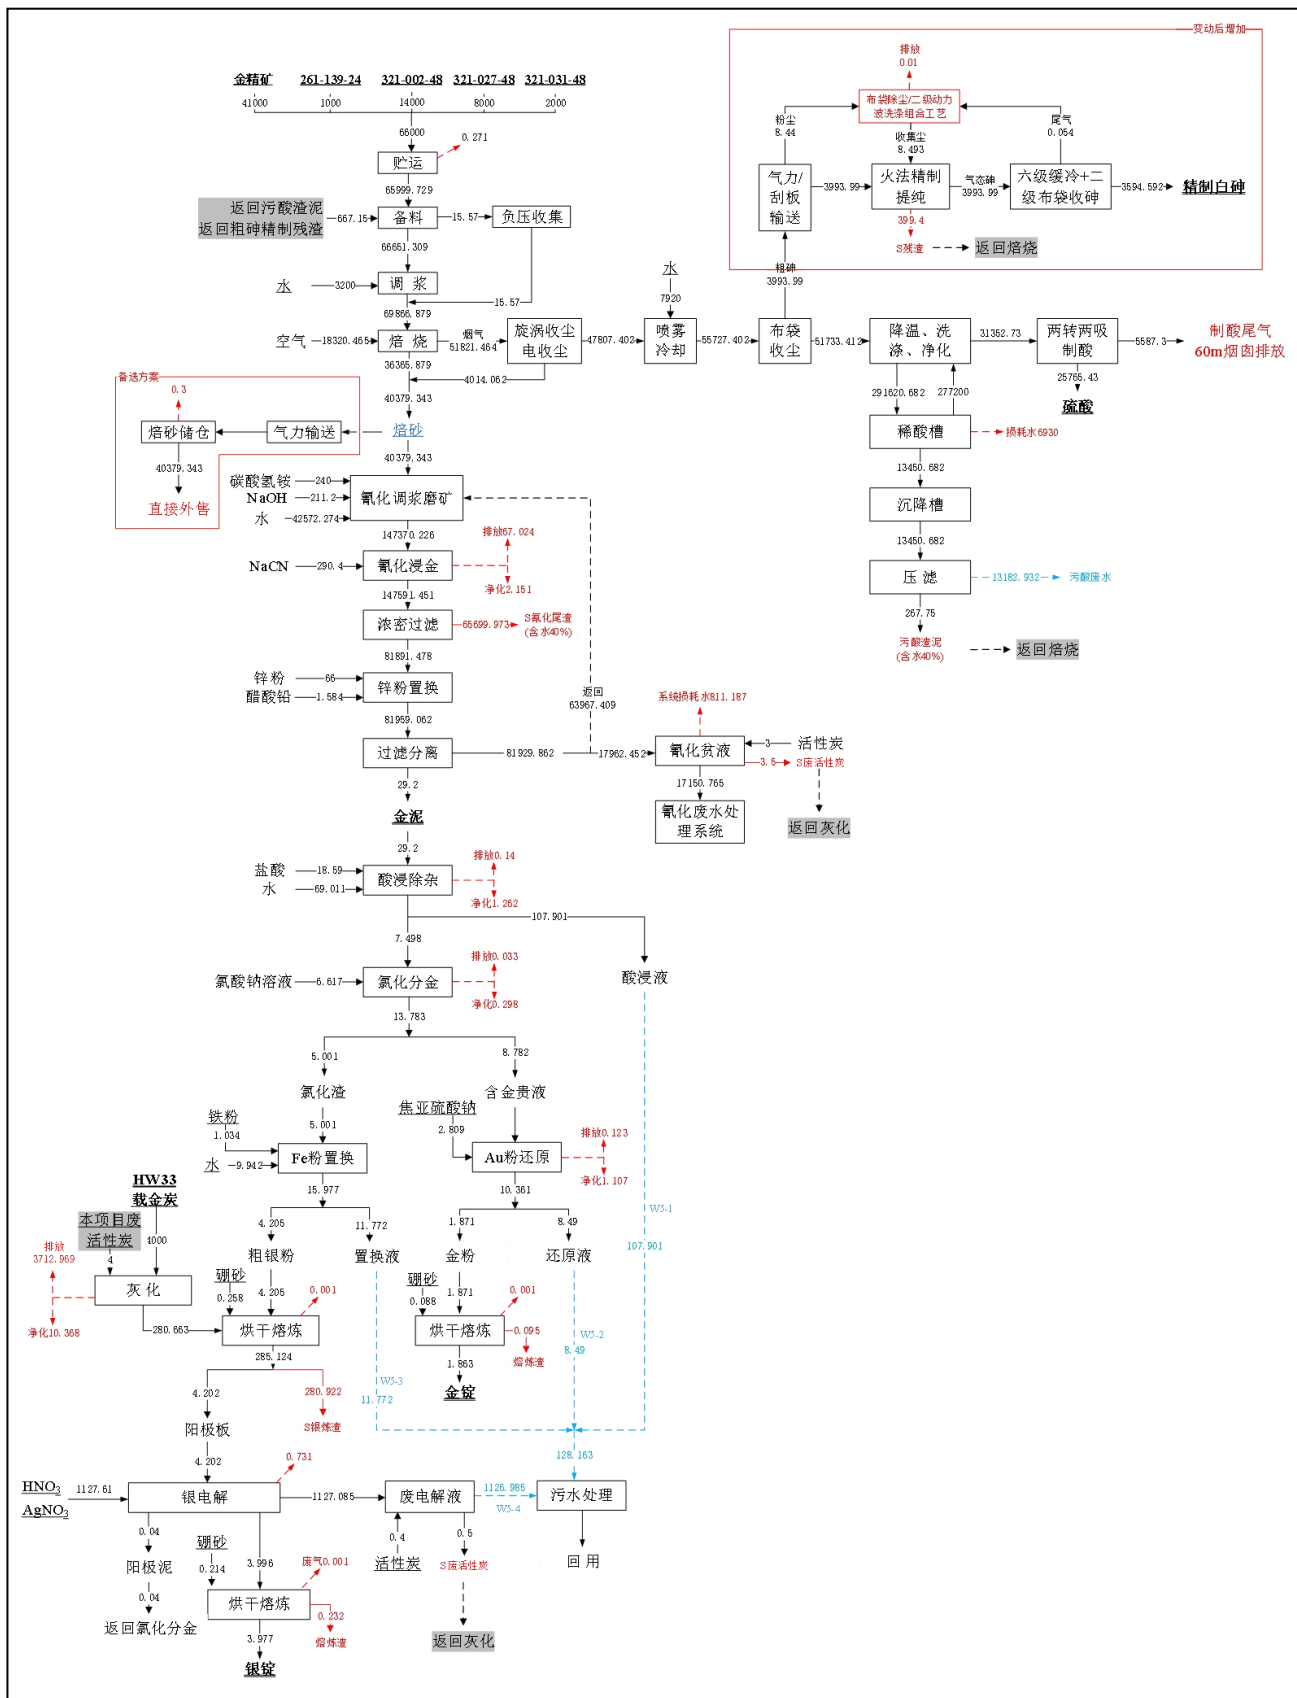 变动后增加
排放
0.01
金精矿 261-139-24 321-002-48 321-027-48 321-031-48
41000 1000 14000 8000 2000
布袋除尘/二级动力
波洗涤组合工艺
粉尘
8.44
尾气
0.054
收集尘
8.493
66000
0.271
贮运
65999.729
气力/
刮板
输送
3993.99
火法精制
提纯
气态砷
3993.99
六级缓冷+二
级布袋收砷
3594.592
精制白砷
返回污酸渣泥
返回粗砷精制残渣
667.15
备料
15.57
负压收集
399.4
S残渣
返回焙烧
66651.309
粗砷
3993.99
水
3200
调 浆
15.57
水
7920
69866.879
空气
18320.465
焙 烧
烟气
51821.464
旋涡收尘
电收尘
47807.402
喷雾
冷却
55727.402
布袋
收尘
51733.412
降温、洗
涤、净化
31352.73
两转两吸
制酸
5587.3
制酸尾气
60m烟囱排放
36365.879
4014.062
25765.43
硫酸
备选方案
0.3
40379.343
291620.682
277200
焙砂储仓
气力输送
焙砂
稀酸槽
损耗水6930
40379.343
直接外售
40379.343
13450.682
碳酸氢铵
240
NaOH
211.2
水
42572.274
氰化调浆磨矿
沉降槽
147370.226
排放67.024
13450.682
NaCN
290.4
氰化浸金
净化2.151
压 滤
13182.932
污酸废水
147591.451
267.75
浓密过滤
65699.973
S氰化尾渣
(含水40%)
污酸渣泥
(含水40%)
返回焙烧
81891.478
锌粉
66
醋酸铅
1.584
锌粉置换
返回
63967.409
系统损耗水811.187
81959.062
过滤分离
81929.862
17962.452
氰化贫液
3
活性炭
3.5
S废活性炭
29.2
17150.765
金泥
氰化废水处
理系统
返回灰化
29.2
盐酸
18.59
水
69.011
酸浸除杂
排放0.14
净化1.262
107.901
7.498
氯酸钠溶液
6.617
氯化分金
排放0.033
净化0.298
酸浸液
13.783
5.001
8.782
氯化渣
含金贵液
铁粉
1.034
5.001
焦亚硫酸钠
2.809
水
9.942
Fe粉置换
Au粉还原
排放0.123
净化1.107
HW33
载金炭
15.977
10.361
本项目废
活性炭
4
4000
4.205
11.772
1.871
8.49
W5-1
107.901
排放
3712.969
粗银粉
置换液
金粉
还原液
灰 化
硼砂
0.258
4.205
0.001
硼砂
0.088
1.871
0.001
净化10.368
280.663
烘干熔炼
烘干熔炼
0.095
熔炼渣
W5-2
8.49
285.124
1.863
W5-3
11.772
4.202
280.922
金锭
阳极板
S银炼渣
4.202
0.731
128.163
HNO3
AgNO3
1127.61
银电解
1127.085
废电解液
1126.985
W5-4
污水处理
0.04
3.996
0.4
0.5
阳极泥
硼砂
0.214
废气0.001
活性炭
S废活性炭
回 用
0.04
烘干熔炼
0.232
熔炼渣
返回氯化分金
3.977
返回灰化
银锭